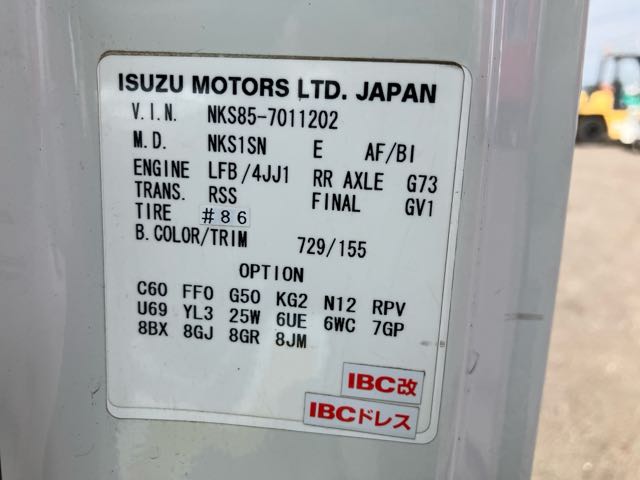 ISUZU MOTORS LTD. JAPAN
V.I.N. NKS85-7011202
M.D. NKS1SN E AF/BI
ENGINE LFB/4JJ1 RR AXLE G73
TRANS. RSS FINAL GV1
TIRE #86
B.COLOR/TRIM 729/155
OPTION
C60 FF0 G50 KG2 N12 RPV
U69 YL3 25W 6UE 6WC 7GP
8BX 8GJ 8GR 8JM
IBC改
IBCドレス